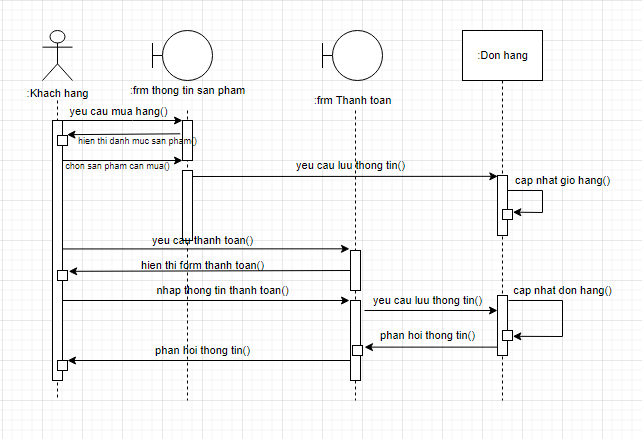 :Khach hang
:frm thong tin san pham
:frm Thanh toan
:Don hang
yeu cau mua hang()
hien thi danh muc san pham()
chon san pham can mua()
yeu cau luu thong tin()
cap nhat gio hang()
yeu cau thanh toan()
hien thi form thanh toan()
nhap thong tin thanh toan()
yeu cau luu thong tin()
cap nhat don hang()
phan hoi thong tin()
phan hoi thong tin()